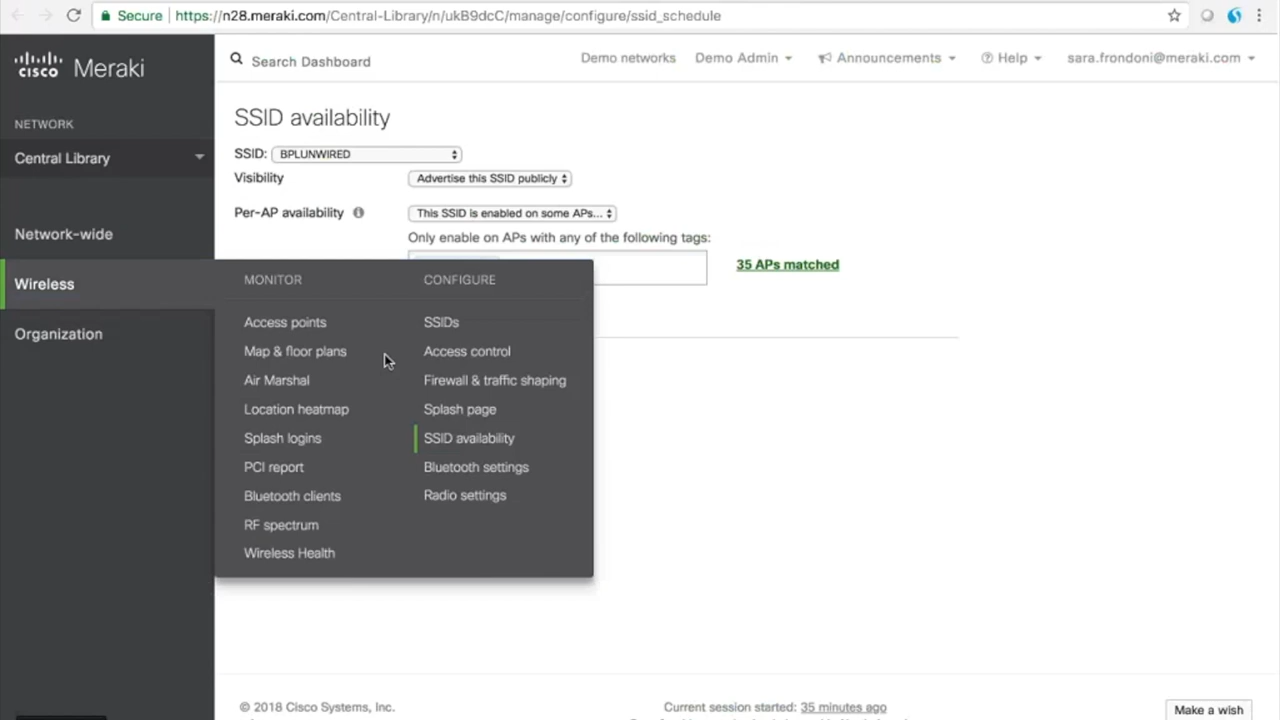 Secure | https://n28.meraki.com/Central-Library/n/ukB9dcC/manage/configure/ssid_schedule
cisco Meraki
Search Dashboard
Demo networks
Demo Admin
Announcements
Help
sara.frondoni@meraki.com
NETWORK
Central Library
Network-wide
Wireless
Organization
SSID availability
SSID: BPLUNWIRED
Visibility Advertise this SSID publicly
Per-AP availability This SSID is enabled on some APs...
Only enable on APs with any of the following tags:
35 APs matched
MONITOR
Access points
Map & floor plans
Air Marshal
Location heatmap
Splash logins
PCI report
Bluetooth clients
RF spectrum
Wireless Health
CONFIGURE
SSIDs
Access control
Firewall & traffic shaping
Splash page
SSID availability
Bluetooth settings
Radio settings
© 2018 Cisco Systems, Inc.
Current session started: 35 minutes ago
Make a wish